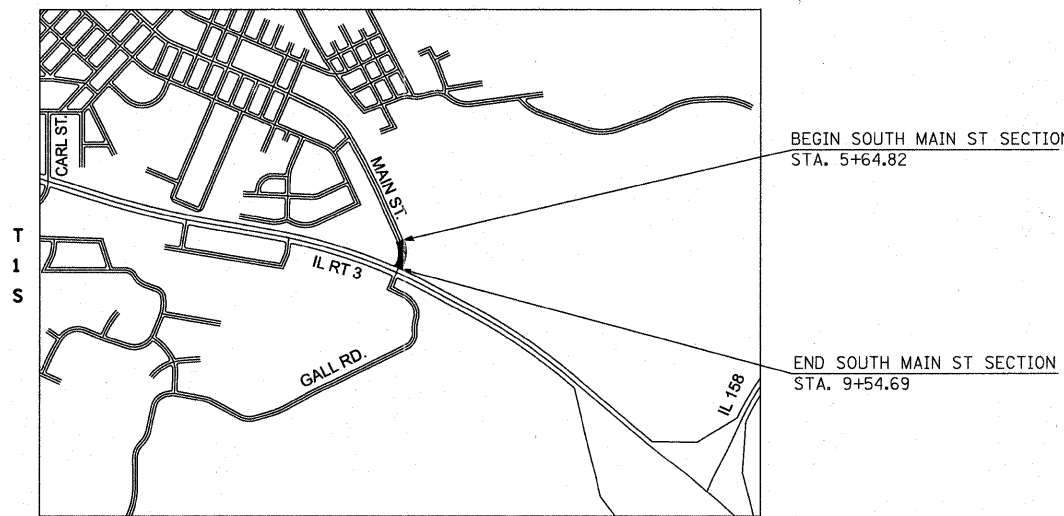 BEGIN SOUTH MAIN ST SECTION
STA. 5+64.82
CARL ST.
MAIN ST.
T
1
S
IL RT 3
GALL RD.
END SOUTH MAIN ST SECTION
STA. 9+54.69
IL 158